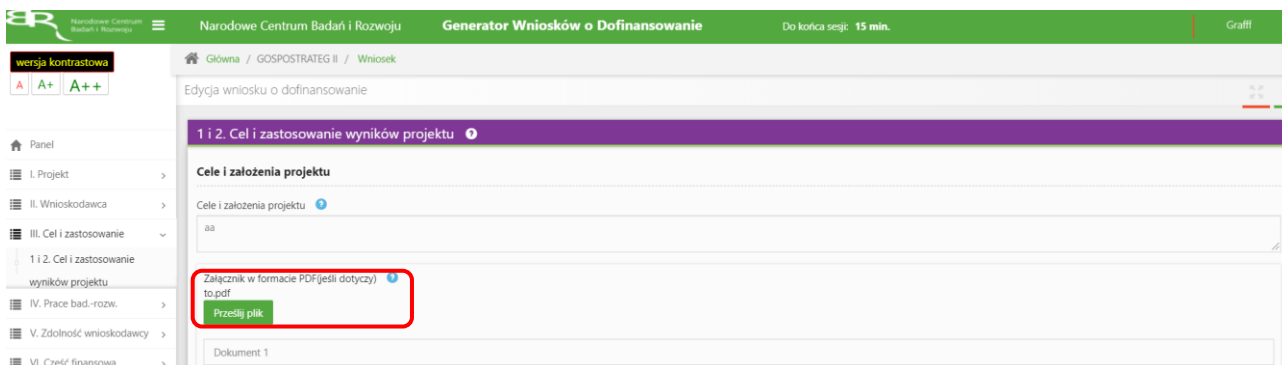 Narodowe Centrum
Badań i Rozwoju
Narodowe Centrum Badań i Rozwoju
Generator Wniosków o Dofinansowanie
Do końca sesji: 15 min.
Grafff
wersja kontrastowa
A A+ A++
Główna / GOSPOSTRATEG II / Wniosek
Edycja wniosku o dofinansowanie
Panel
I. Projekt
II. Wnioskodawca
III. Cel i zastosowanie
1 i 2. Cel i zastosowanie
wyników projektu
IV. Prace bad.-rozw.
V. Zdolność wnioskodawcy
VI. Część finansowa
1 i 2. Cel i zastosowanie wyników projektu
Cele i założenia projektu
Cele i założenia projektu
aa
Załącznik w formacie PDF(jeśli dotyczy)
to.pdf
Prześlij plik
Dokument 1